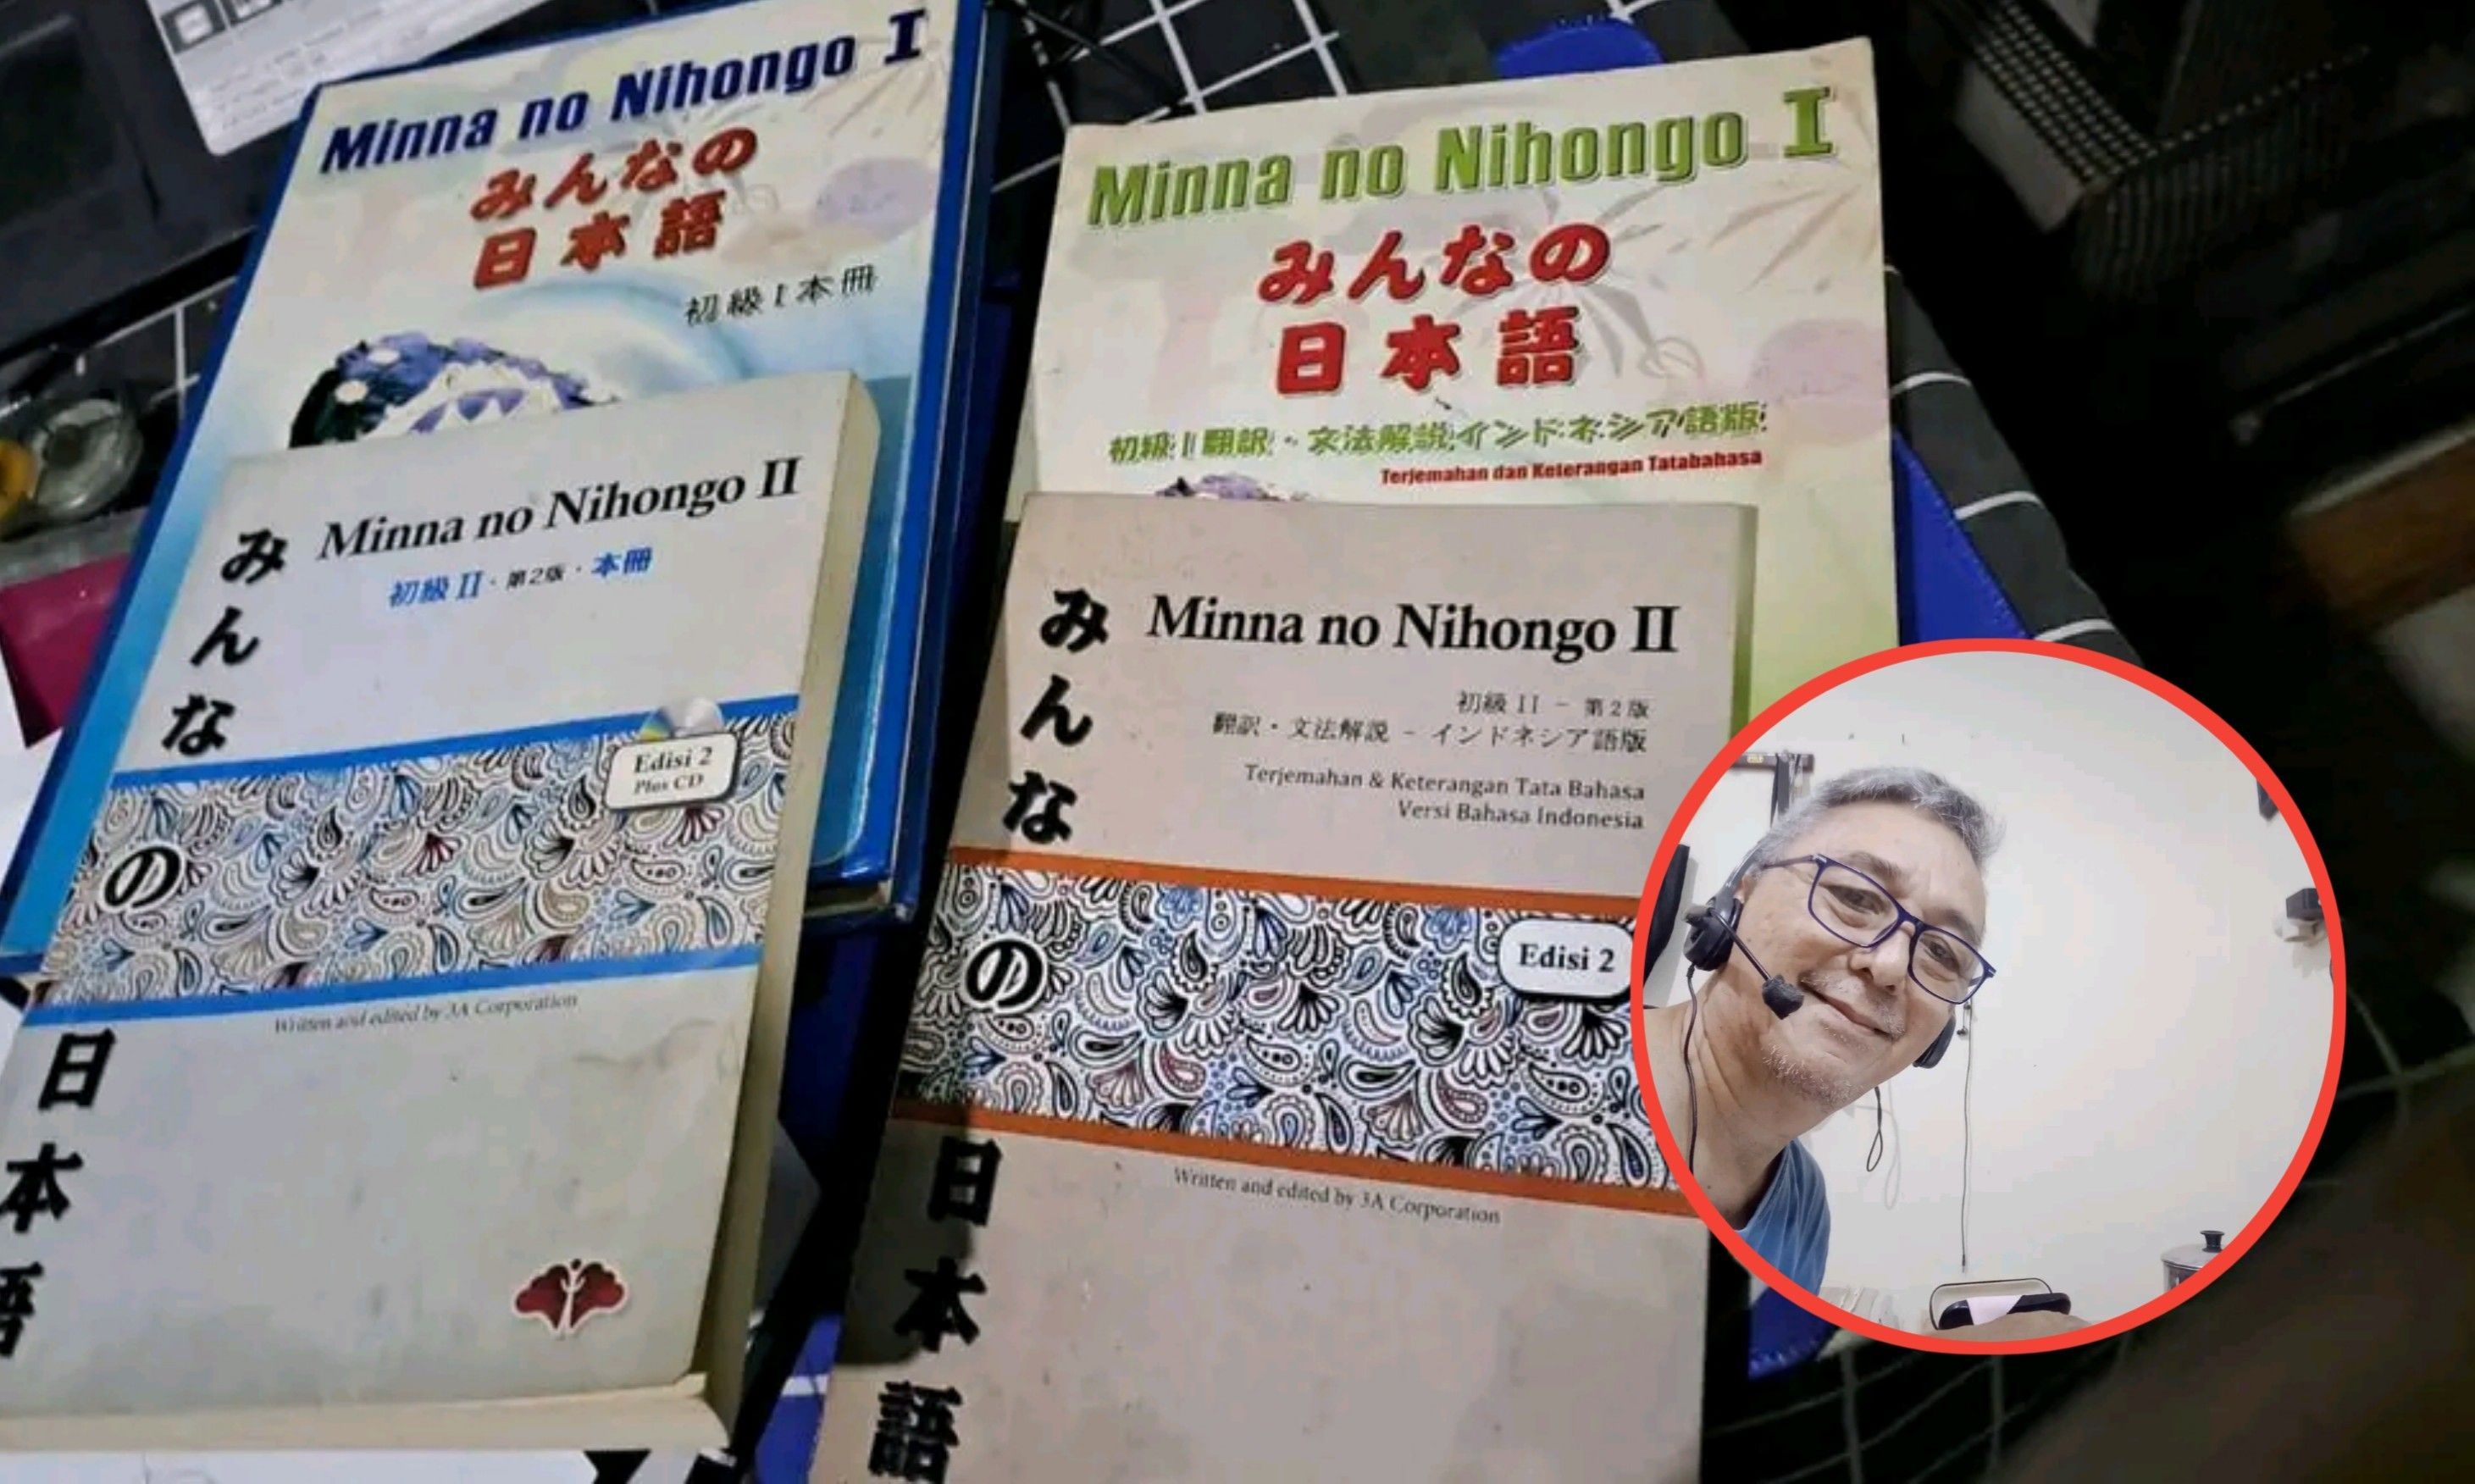 Minna no Nihongo I
みんなの
日本語
初級 I 本冊
Minna no Nihongo II
初級 II・第2版・本冊
みんなの日本語
Edisi 2
Plus CD
Written and edited by 3A Corporation
Minna no Nihongo I
みんなの
日本語
初級 I 翻訳・文法解説インドネシア語版
Terjemahan dan Keterangan Tatabahasa
Minna no Nihongo II
初級 II – 第2版
翻訳・文法解説 – インドネシア語版
Terjemahan & Keterangan Tata Bahasa
Versi Bahasa Indonesia
みんなの日本語
Edisi 2
Written and edited by 3A Corporation